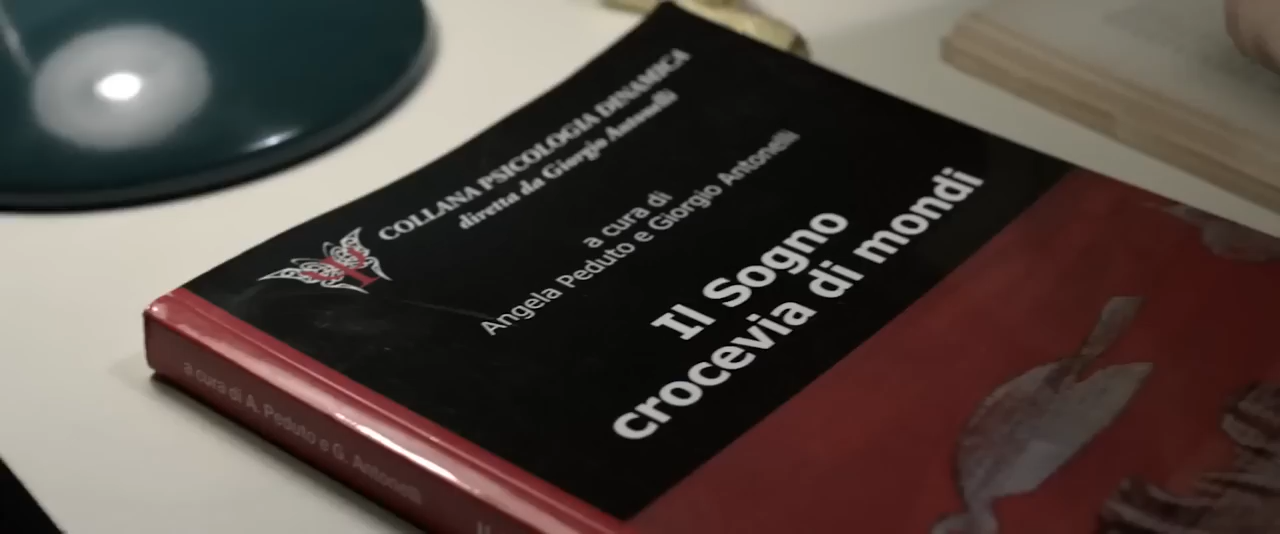 COLLANA PSICOLOGIA DINAMICA
diretta da Giorgio Antonelli
a cura di
Angela Peduto e Giorgio Antonelli
Il Sogno
crocevia di mondi
a cura di A. Peduto e G. Antonelli